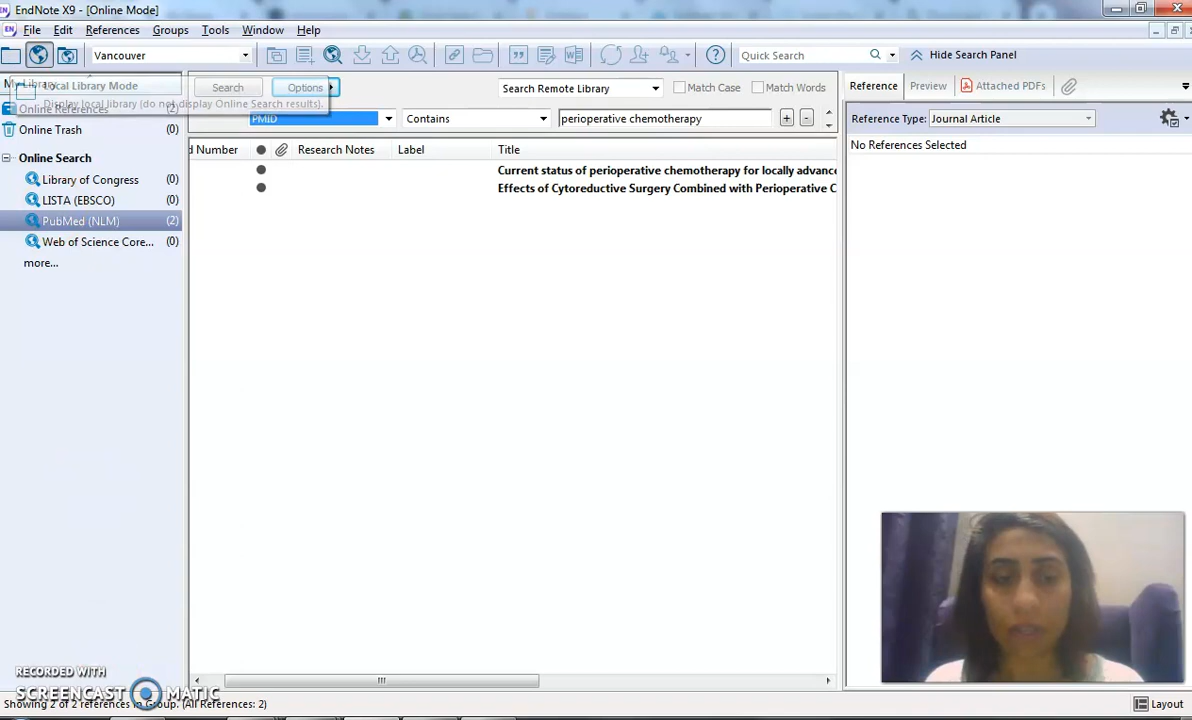 EndNote X9 - [Online Mode]
File Edit References Groups Tools Window Help
Vancouver
Quick Search
Hide Search Panel
My Library
Local Library Mode
Display local library (do not display Online Search results).
Search
Options
Search Remote Library
Match Case
Match Words
Reference
Preview
Attached PDFs
Online References (2)
PMID
Contains
perioperative chemotherapy
+
-
Reference Type: Journal Article
Online Trash (0)
No References Selected
d Number
Research Notes
Label
Title
Online Search
Library of Congress (0)
Current status of perioperative chemotherapy for locally advance
Effects of Cytoreductive Surgery Combined with Perioperative C
LISTA (EBSCO) (0)
PubMed (NLM) (2)
Web of Science Core... (0)
more...
RECORDED WITH
SCREENCAST MATIC
Showing 2 of 2 references in Group. (All References: 2)
Layout